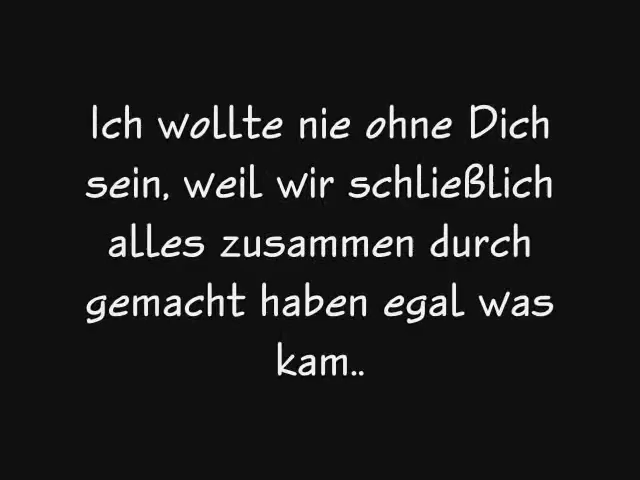 Ich wollte nie ohne Dich
sein, weil wir schließlich
alles zusammen durch
gemacht haben egal was
kam..